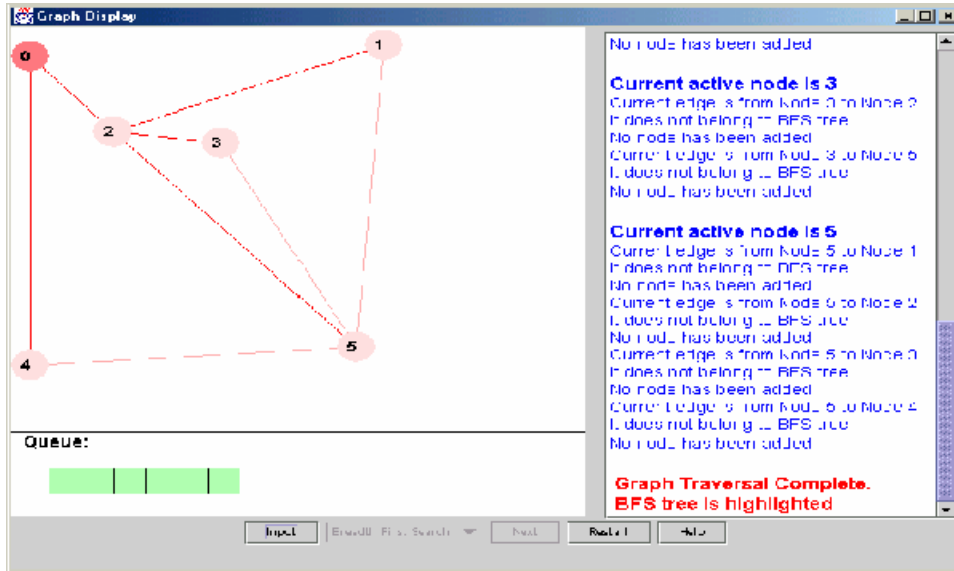 Graph Display
0
1
2
3
4
5
Queue:
No node has been added
Current active node is 3
Current edge is from Node 3 to Node 2
It does not belong to BFS tree
No node has been added
Current edge is from Node 3 to Node 5
It does not belong to BFS tree
No node has been added
Current active node is 5
Current edge is from Node 5 to Node 1
It does not belong to BFS tree
No node has been added
Current edge is from Node 5 to Node 2
It does not belong to BFS tree
No node has been added
Current edge is from Node 5 to Node 3
It does not belong to BFS tree
No node has been added
Current edge is from Node 5 to Node 4
It does not belong to BFS tree
No node has been added
Graph Traversal Complete.
BFS tree is highlighted
Input
Breadth First Search
Next
Restart
Help